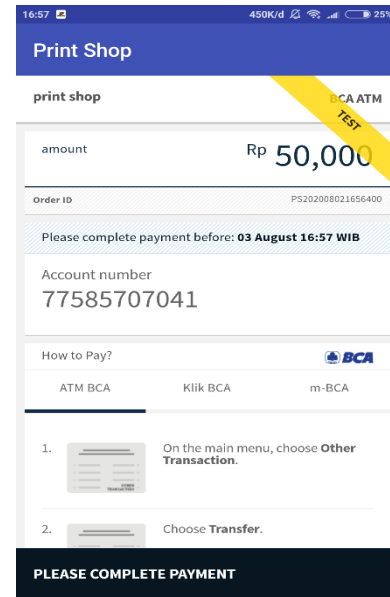 16:57 450K/d 25%
Print Shop
print shop BCA ATM
TEST
amount Rp 50,000
Order ID PS202008021656400
Please complete payment before: 03 August 16:57 WIB
Account number
77585707041
How to Pay? BCA
ATM BCA Klik BCA m-BCA
1. On the main menu, choose Other
Transaction.
2. Choose Transfer.
PLEASE COMPLETE PAYMENT